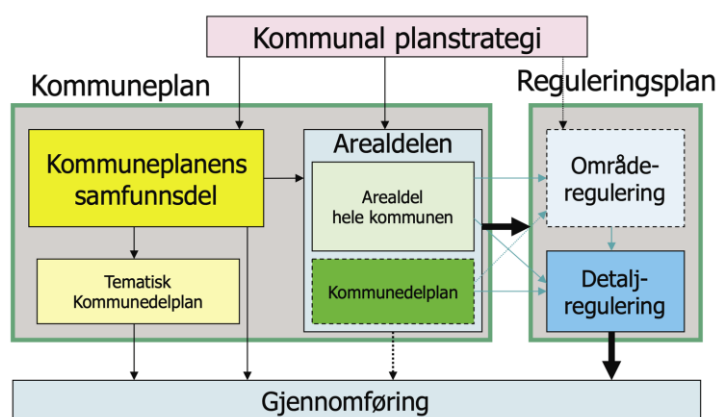 Kommunal planstrategi
Kommuneplan
Reguleringsplan
Kommuneplanens
samfunnsdel
Arealdelen
Arealdel
hele kommunen
Område-
regulering
Tematisk
Kommunedelplan
Kommunedelplan
Detalj-
regulering
Gjennomføring